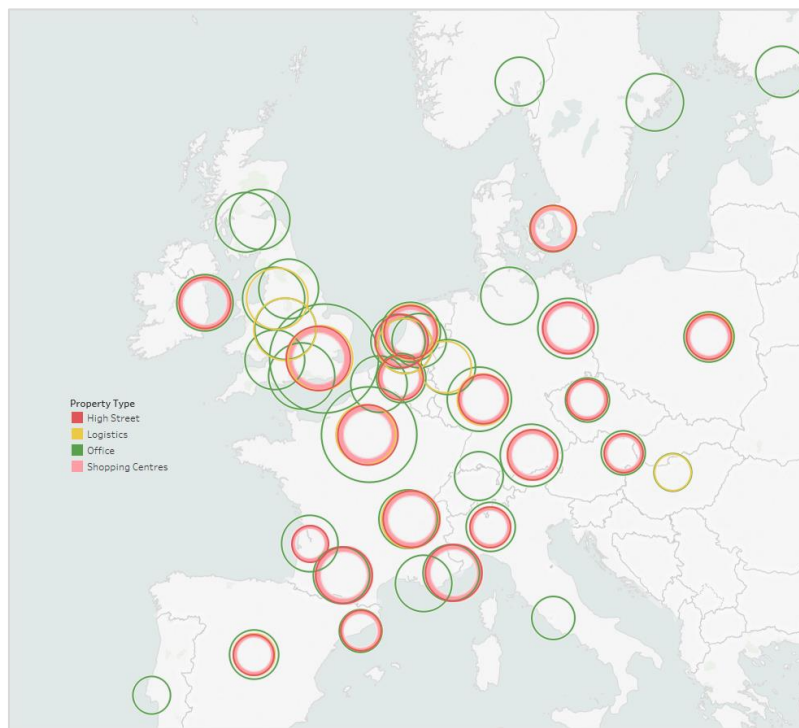 Property Type
High Street
Logistics
Office
Shopping Centres